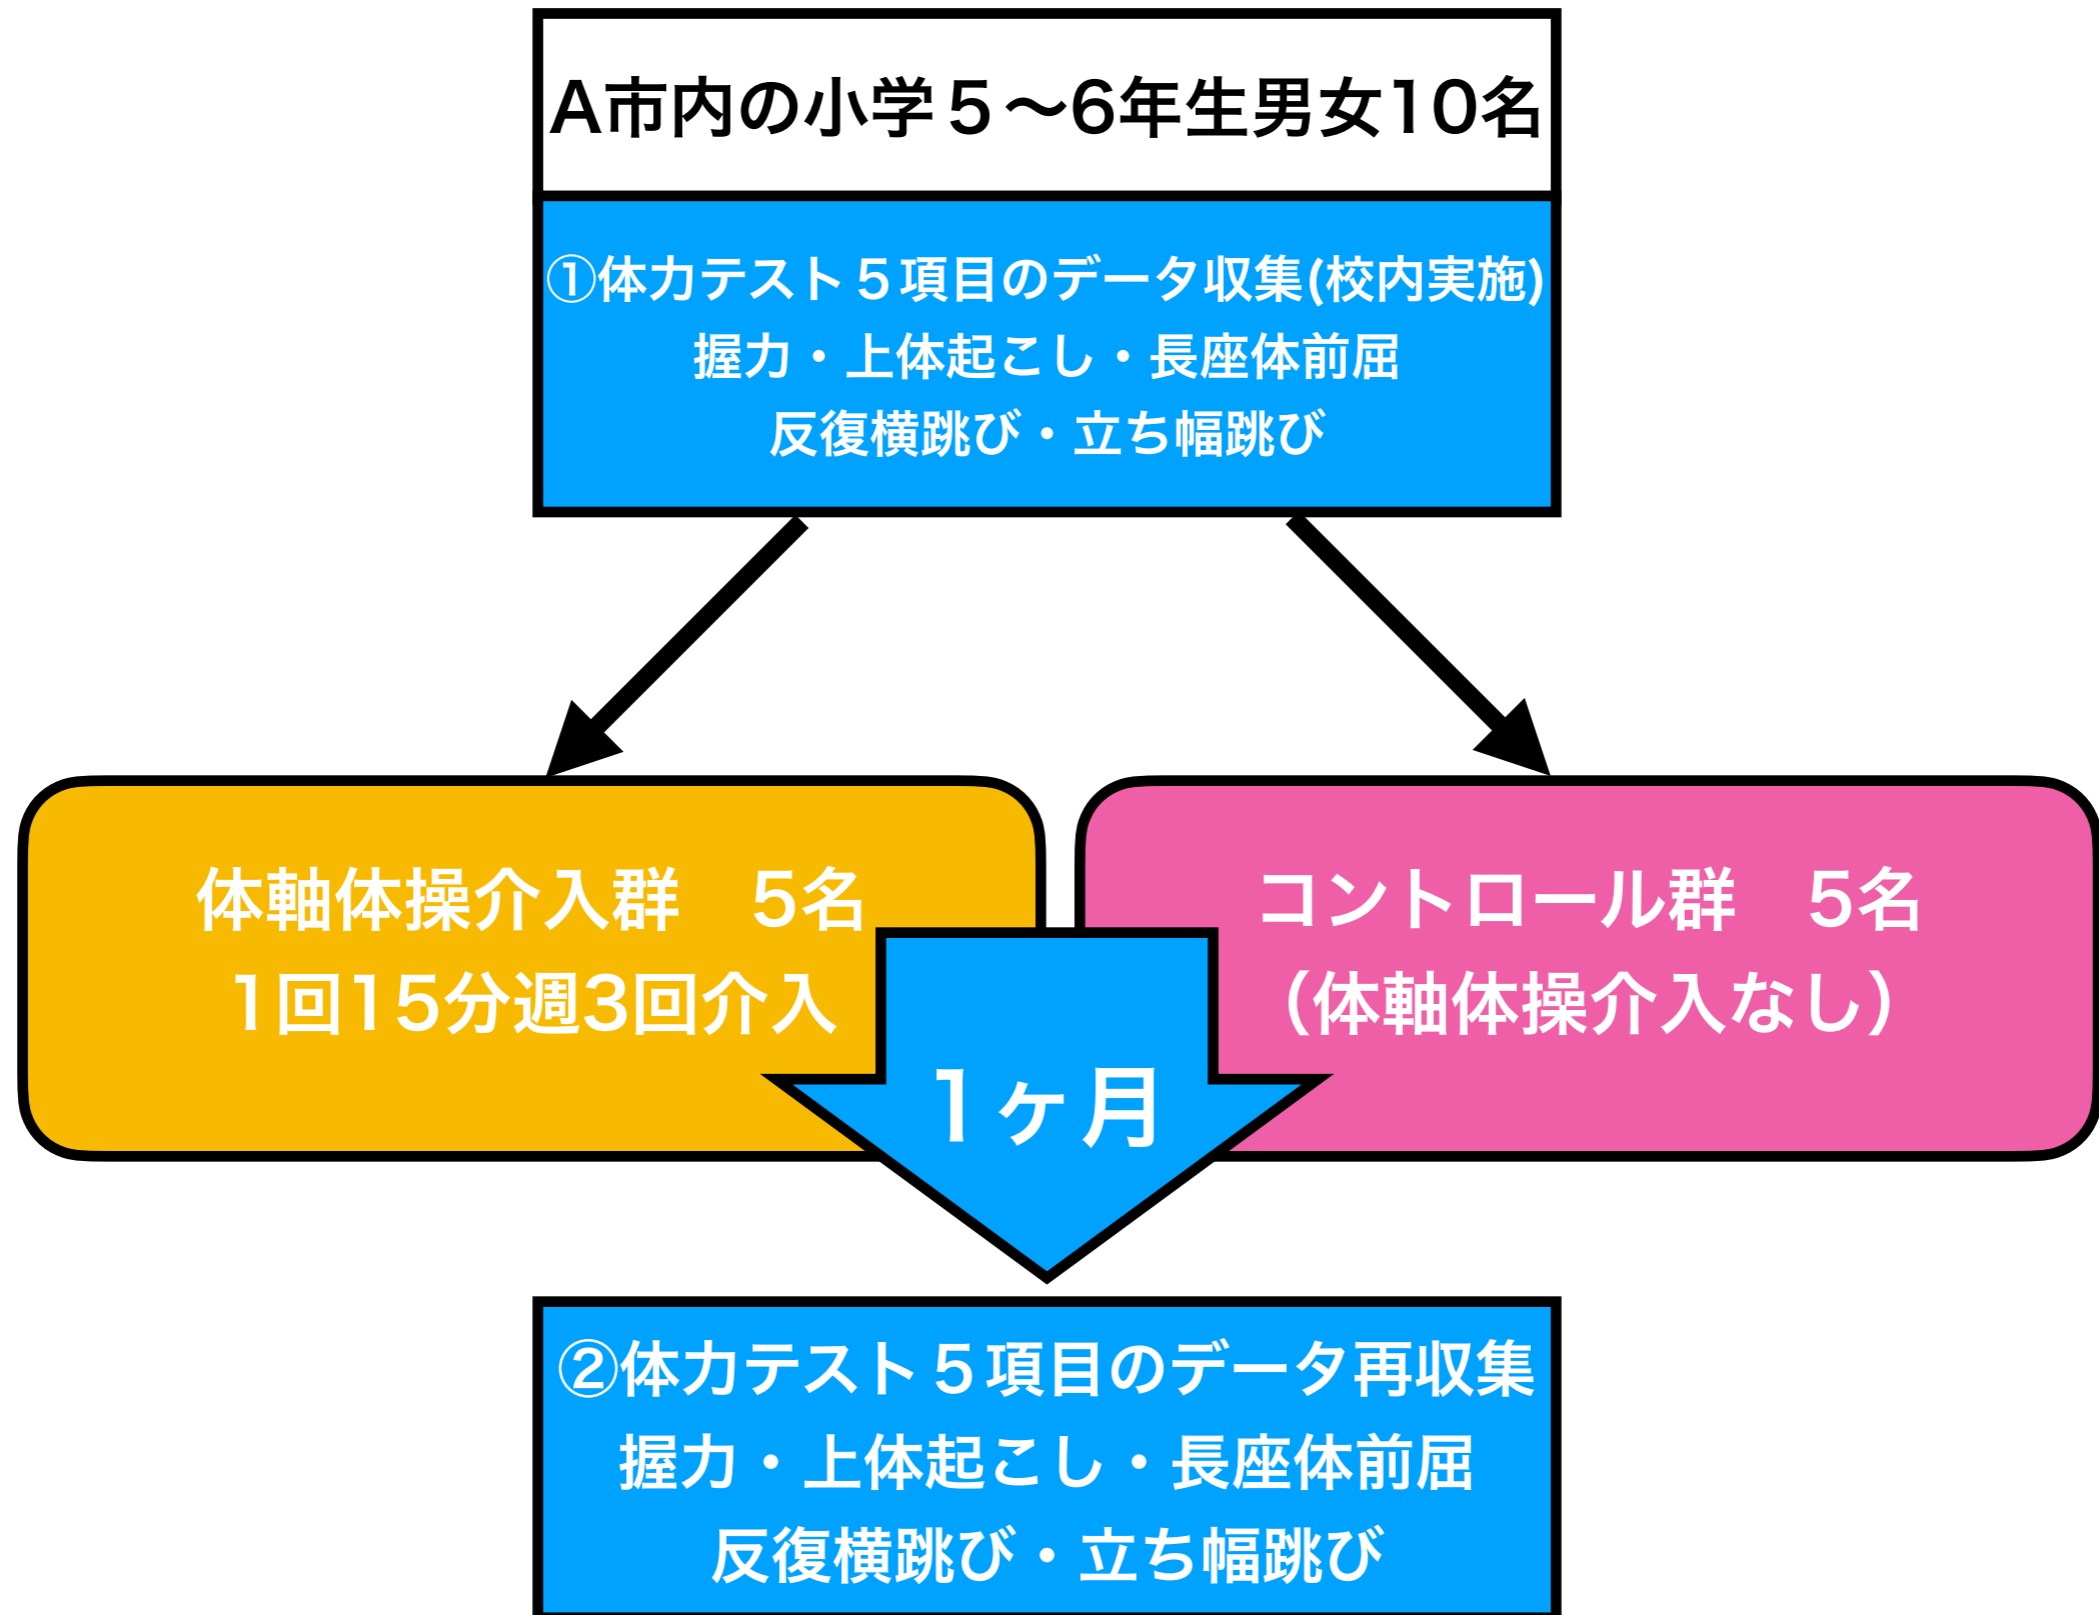 A市内の小学５〜6年生男女10名
①体力テスト５項目のデータ収集(校内実施)
握力・上体起こし・長座体前屈
反復横跳び・立ち幅跳び
体軸体操介入群　5名
1回15分週3回介入
コントロール群　5名
（体軸体操介入なし）
1ヶ月
②体力テスト５項目のデータ再収集
握力・上体起こし・長座体前屈
反復横跳び・立ち幅跳び